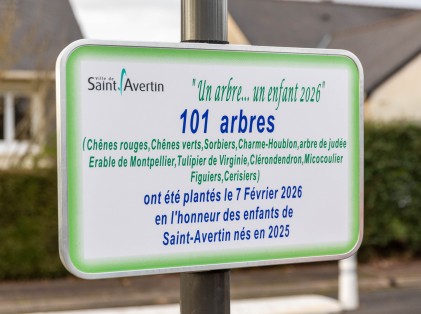 Ville de
Saint Avertin
"Un arbre... un enfant 2026"
101 arbres
(Chênes rouges,Chênes verts,Sorbiers,Charme-Houblon,arbre de judée
Erable de Montpellier,Tulipier de Virginie,Clérondendron,Micocoulier
Figuiers,Cerisiers)
ont été plantés le 7 Février 2026
en l'honneur des enfants de
Saint-Avertin nés en 2025